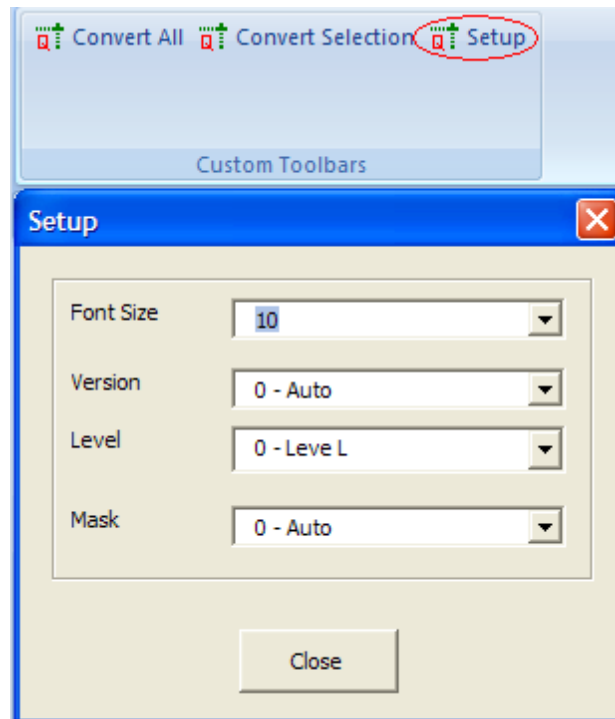 Convert All Convert Selection Setup
Custom Toolbars
Setup
Font Size 10
Version 0 - Auto
Level 0 - Leve L
Mask 0 - Auto
Close